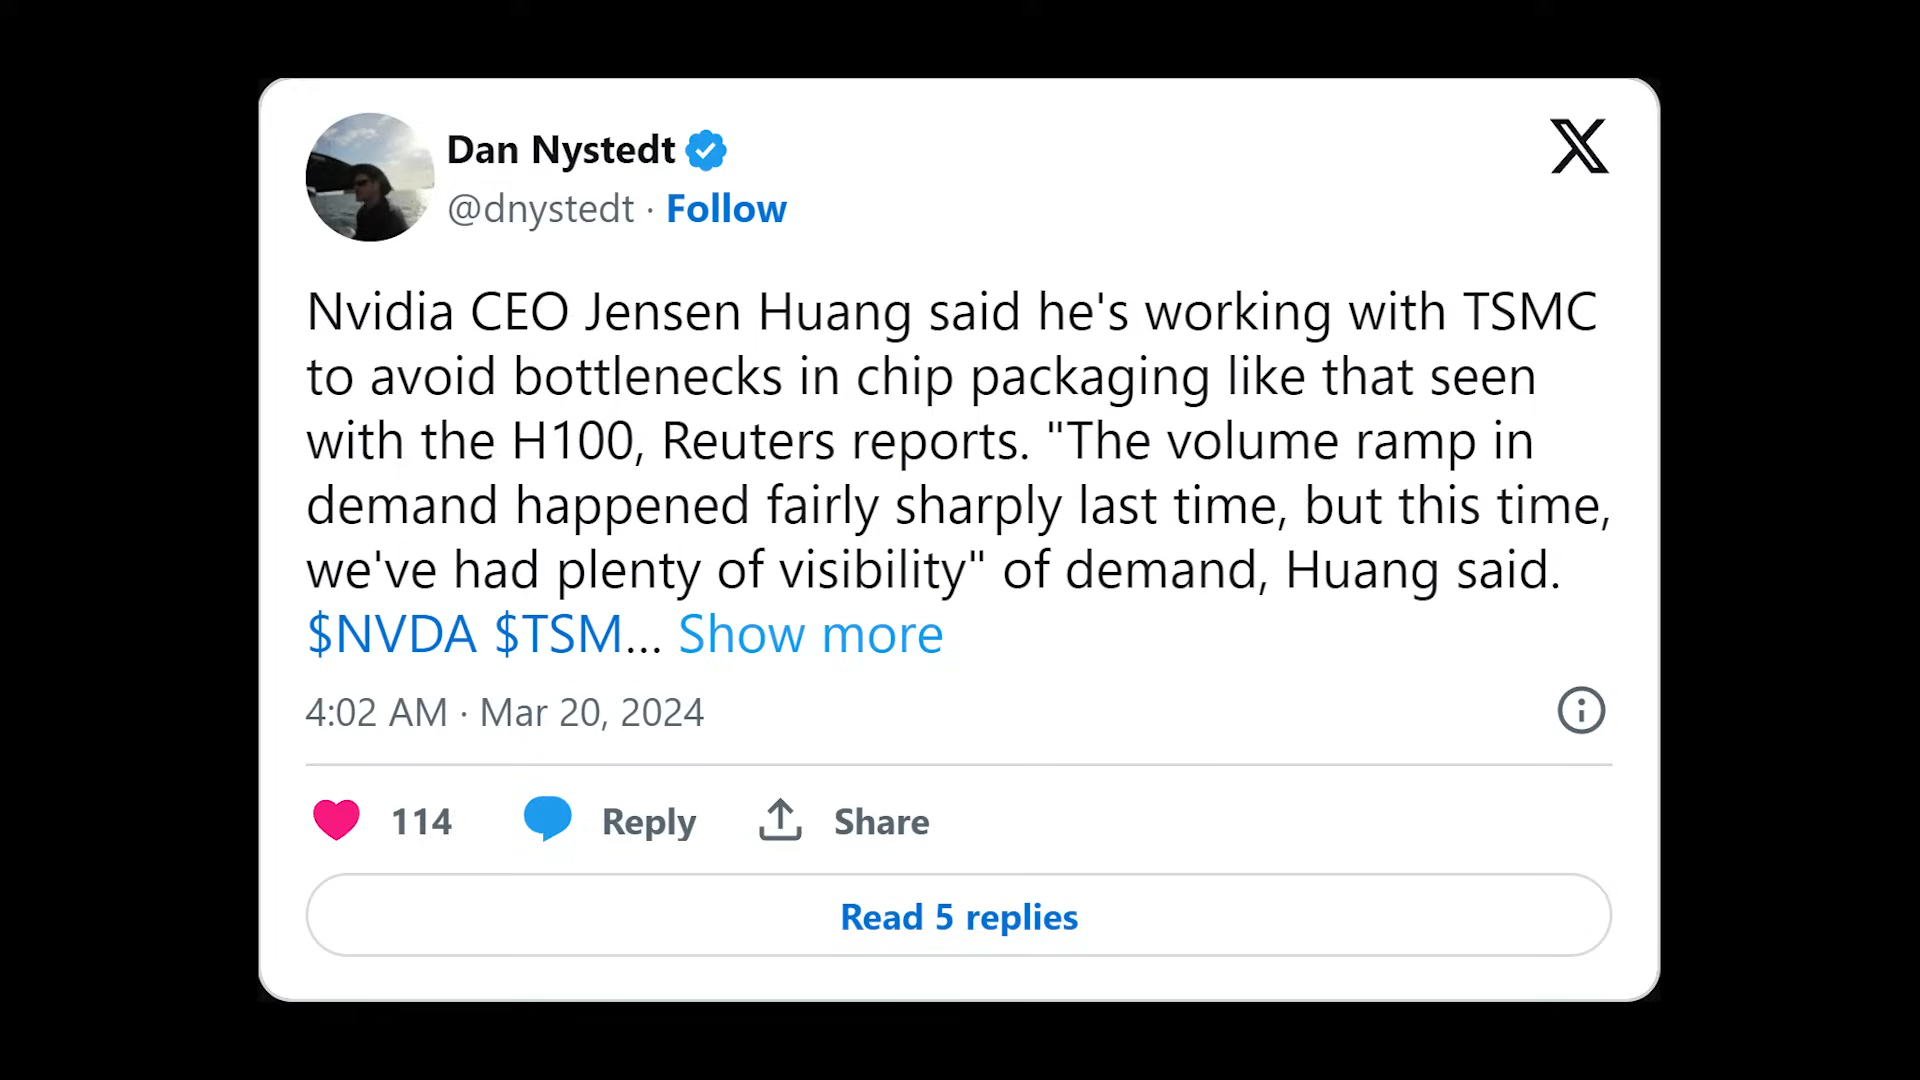 Dan Nystedt
@dnystedt · Follow
Nvidia CEO Jensen Huang said he's working with TSMC
to avoid bottlenecks in chip packaging like that seen
with the H100, Reuters reports. "The volume ramp in
demand happened fairly sharply last time, but this time,
we've had plenty of visibility" of demand, Huang said.
$NVDA $TSM... Show more
4:02 AM · Mar 20, 2024
114 Reply Share
Read 5 replies